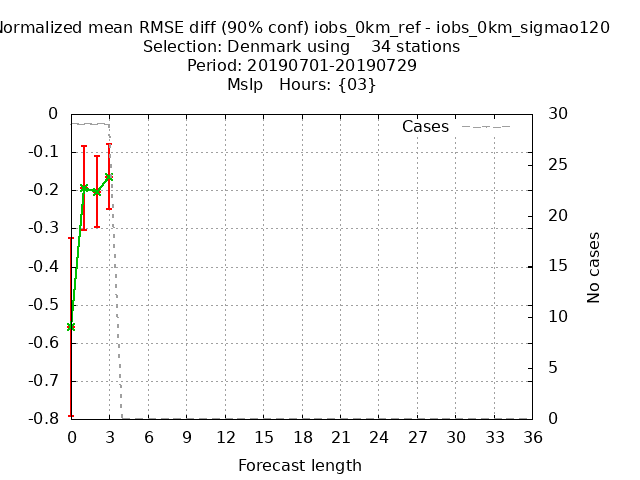 Normalized mean RMSE diff (90% conf) iobs_0km_ref - iobs_0km_sigmao120
Selection: Denmark using 34 stations
Period: 20190701-20190729
Mslp Hours: {03}
Cases
0
-0.1
-0.2
-0.3
-0.4
-0.5
-0.6
-0.7
-0.8
30
25
20
15
10
5
0
No cases
0 3 6 9 12 15 18 21 24 27 30 33 36
Forecast length